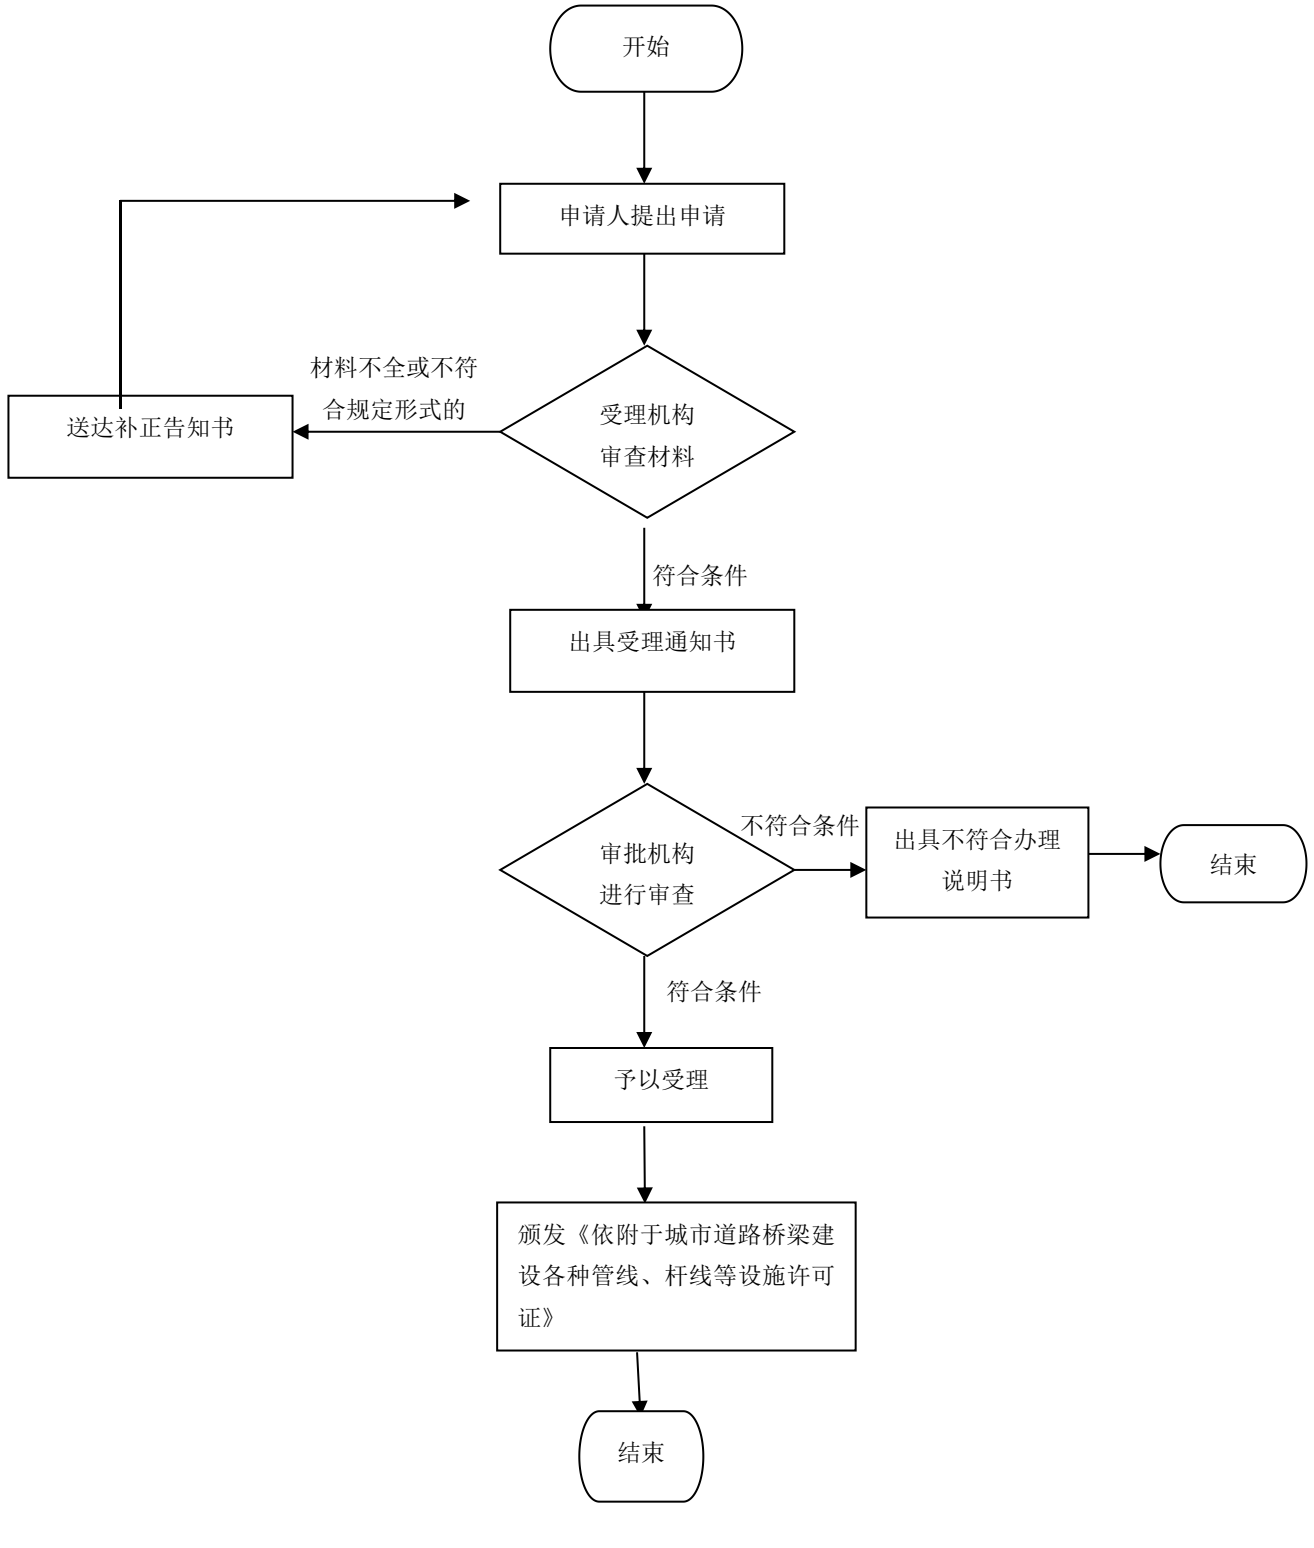 开始
申请人提出申请
材料不全或不符
合规定形式的
送达补正告知书
受理机构
审查材料
符合条件
出具受理通知书
审批机构
进行审查
不符合条件
出具不符合办理
说明书
结束
符合条件
予以受理
颁发《依附于城市道路桥梁建
设各种管线、杆线等设施许可
证》
结束